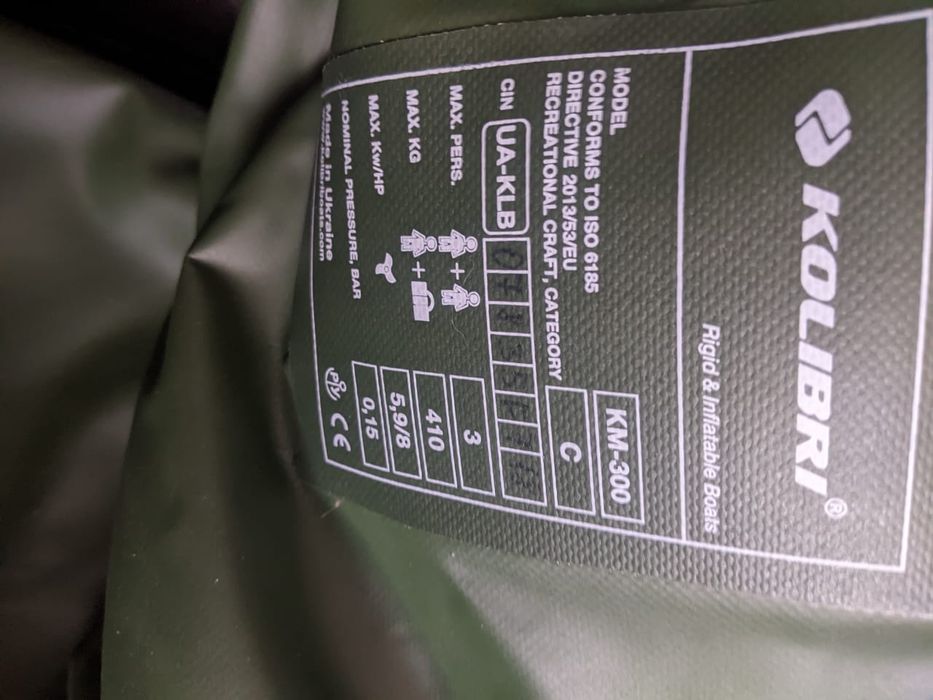 KOLIBRI®
Rigid & Inflatable Boats
MODEL KM-300
CONFORMS TO ISO 6185
DIRECTIVE 2013/53/EU
RECREATIONAL CRAFT, CATEGORY C
CIN UA-KLB
MAX. PERS. + 3
MAX. KG + 410
MAX. Kw/HP 5,9/8
NOMINAL PRESSURE, BAR 0,15
Made in Ukraine
CE